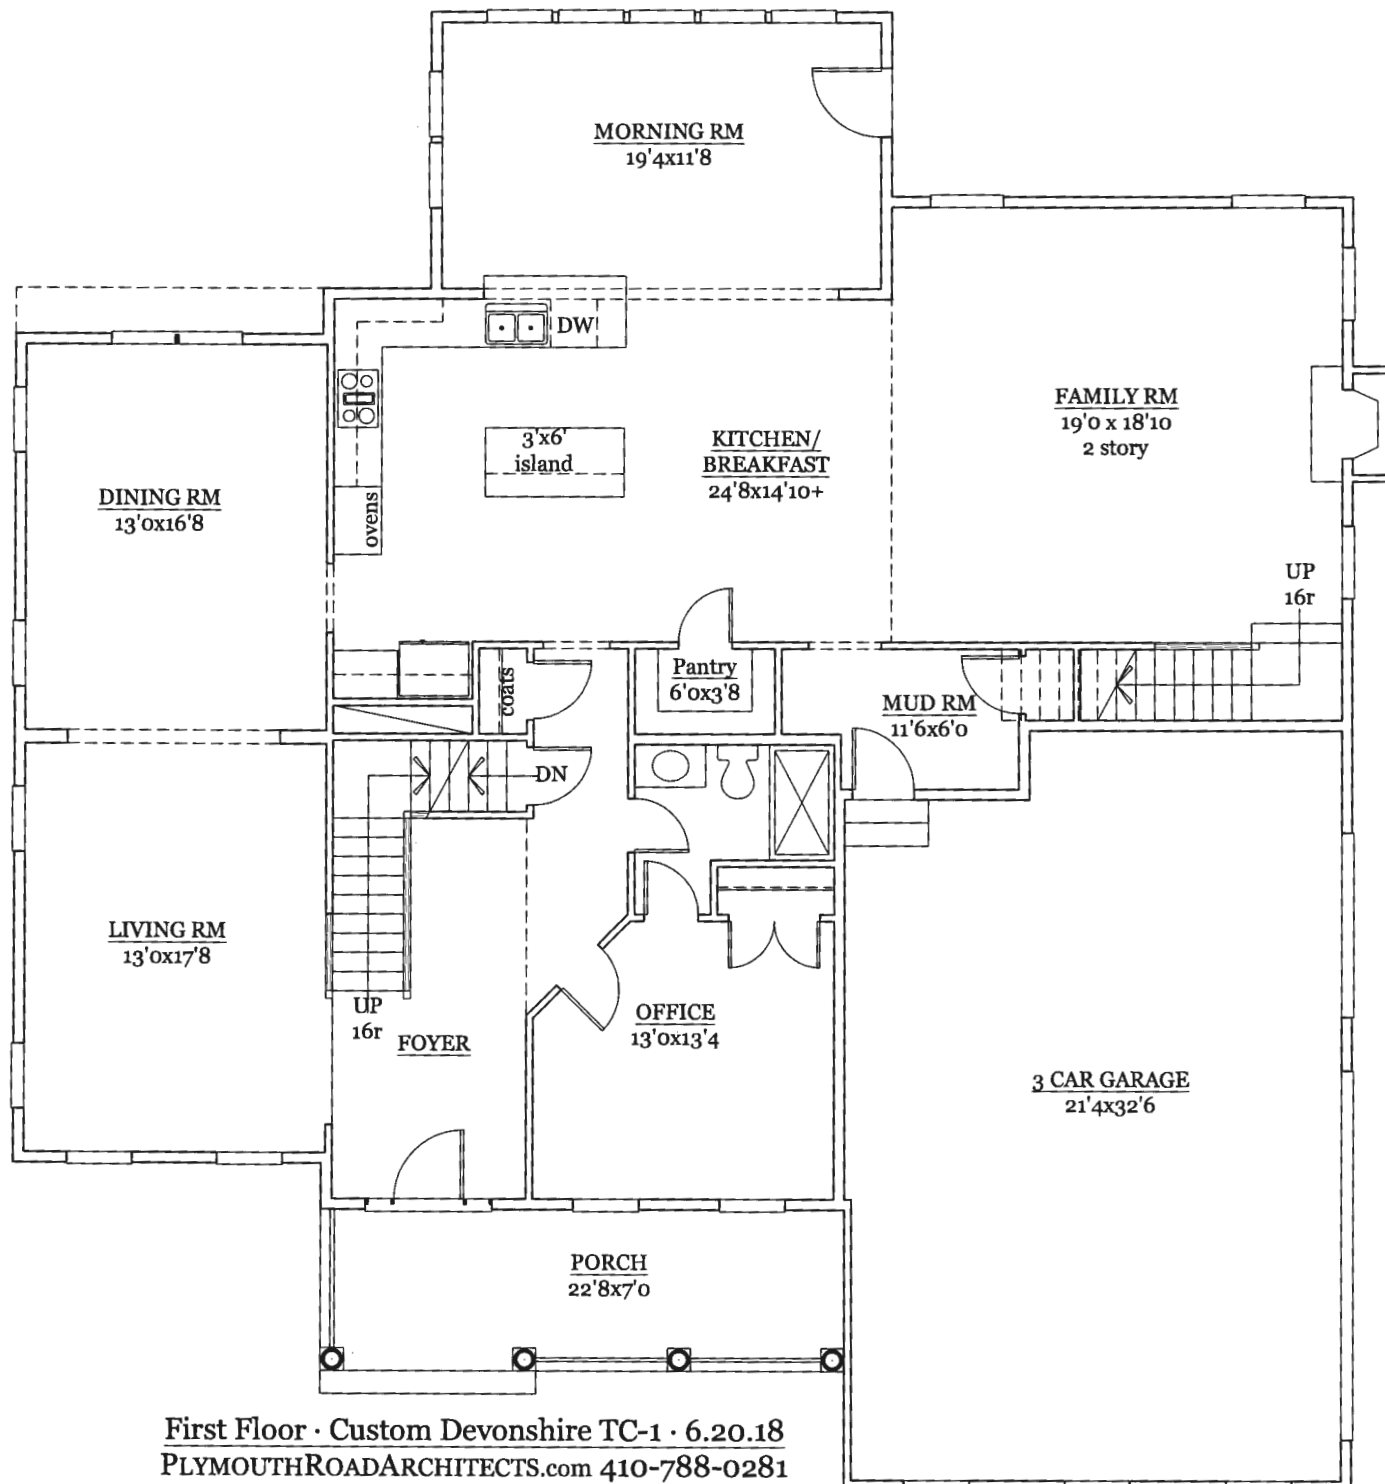 MORNING RM
19'4x11'8
DW
FAMILY RM
19'0 x 18'10
2 story
3'x6'
island
KITCHEN/
BREAKFAST
24'8x14'10+
DINING RM
13'0x16'8
ovens
UP
16r
coats
Pantry
6'0x3'8
MUD RM
11'6x6'0
DN
LIVING RM
13'0x17'8
UP
16r
FOYER
OFFICE
13'0x13'4
3 CAR GARAGE
21'4x32'6
PORCH
22'8x7'0
First Floor · Custom Devonshire TC-1 · 6.20.18
PLYMOUTHROADARCHITECTS.com 410-788-0281